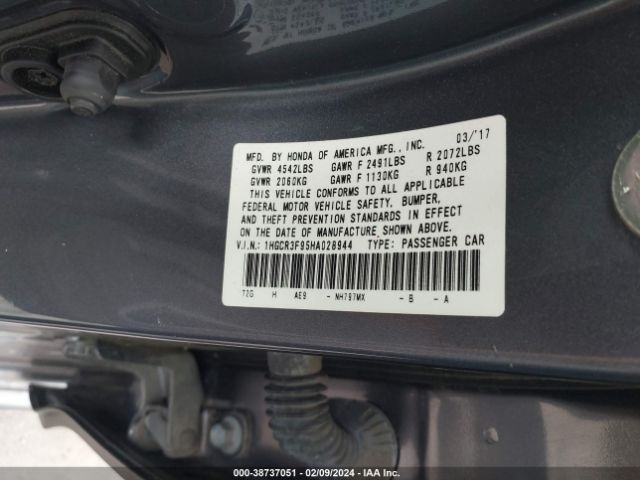 MFD. BY HONDA OF AMERICA MFG., INC. 03/'17
GVWR 4542LBS GAWR F 2491LBS R 2072LBS
GVWR 2060KG GAWR F 1130KG R 940KG
THIS VEHICLE CONFORMS TO ALL APPLICABLE
FEDERAL MOTOR VEHICLE SAFETY, BUMPER,
AND THEFT PREVENTION STANDARDS IN EFFECT
ON THE DATE OF MANUFACTURE SHOWN ABOVE.
V.I.N.: 1HGCR3F95HA028944 TYPE: PASSENGER CAR
T2G H AE9 - NH797MX - B - A
000-38737051 - 02/09/2024 - IAA Inc.